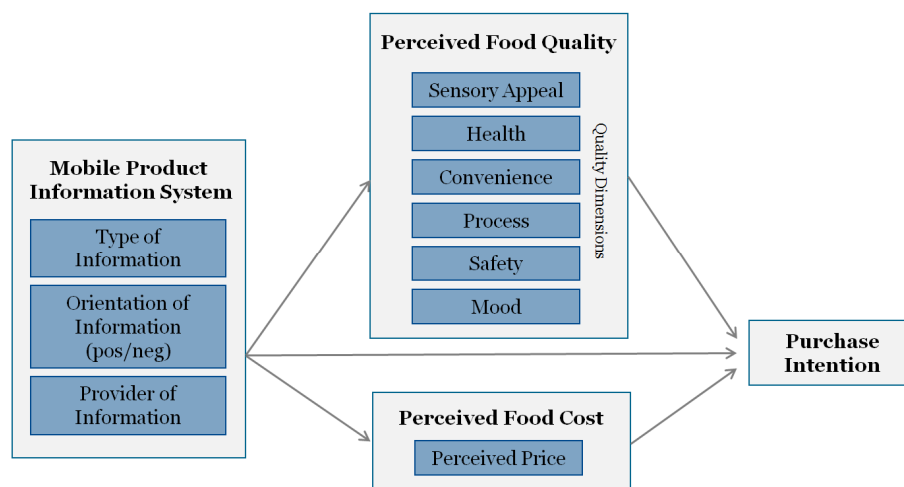 Mobile Product
Information System
Type of
Information
Orientation of
Information
(pos/neg)
Provider of
Information
Perceived Food Quality
Sensory Appeal
Health
Convenience
Process
Safety
Mood
Quality Dimensions
Perceived Food Cost
Perceived Price
Purchase
Intention